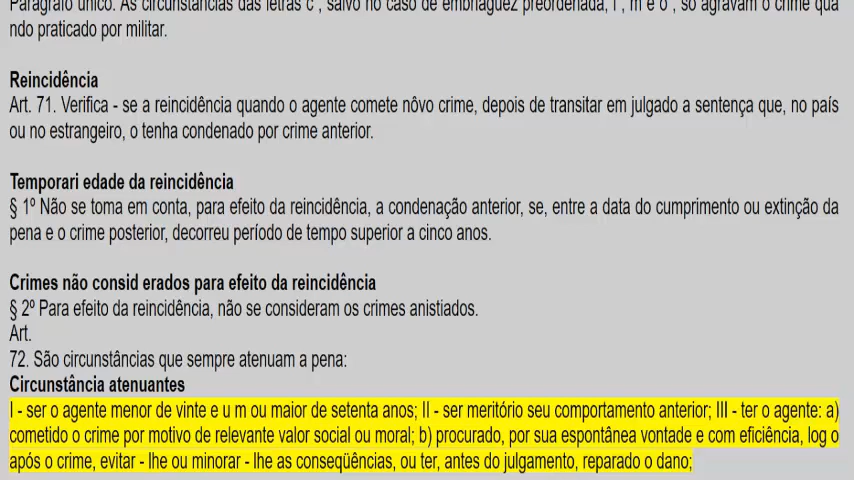 Parágrafo único. As circunstâncias das letras c , salvo no caso de embriaguez preordenada, l , m e o , só agravam o crime qua
ndo praticado por militar.
Reincidência
Art. 71. Verifica - se a reincidência quando o agente comete nôvo crime, depois de transitar em julgado a sentença que, no país
ou no estrangeiro, o tenha condenado por crime anterior.
Temporari edade da reincidência
§ 1º Não se toma em conta, para efeito da reincidência, a condenação anterior, se, entre a data do cumprimento ou extinção da
pena e o crime posterior, decorreu período de tempo superior a cinco anos.
Crimes não consid erados para efeito da reincidência
§ 2º Para efeito da reincidência, não se consideram os crimes anistiados.
Art.
72. São circunstâncias que sempre atenuam a pena:
Circunstância atenuantes
I - ser o agente menor de vinte e u m ou maior de setenta anos; II - ser meritório seu comportamento anterior; III - ter o agente: a)
cometido o crime por motivo de relevante valor social ou moral; b) procurado, por sua espontânea vontade e com eficiência, log o
após o crime, evitar - lhe ou minorar - lhe as conseqüências, ou ter, antes do julgamento, reparado o dano;